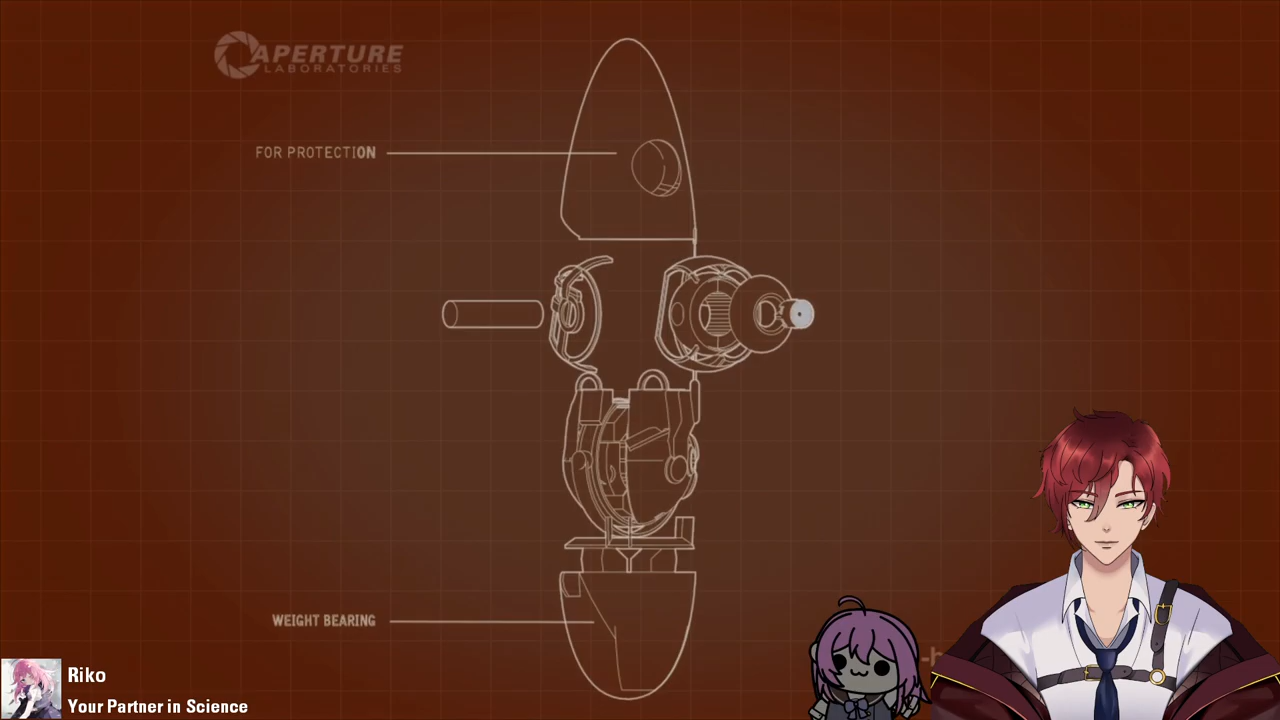 APERTURE
LABORATORIES
FOR PROTECTION
WEIGHT BEARING
Riko
Your Partner in Science